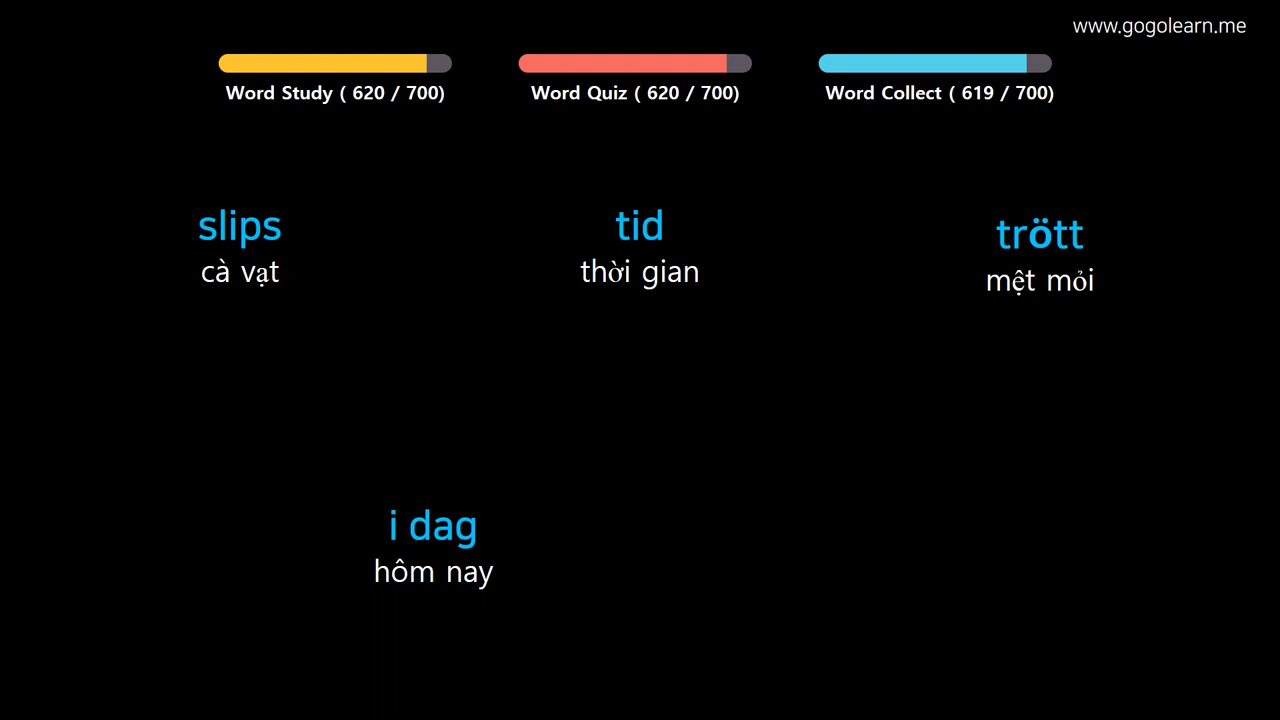 www.gogolearn.me
Word Study ( 620 / 700)
Word Quiz ( 620 / 700)
Word Collect ( 619 / 700)
slips
cà vạt
tid
thời gian
trött
mệt mỏi
i dag
hôm nay